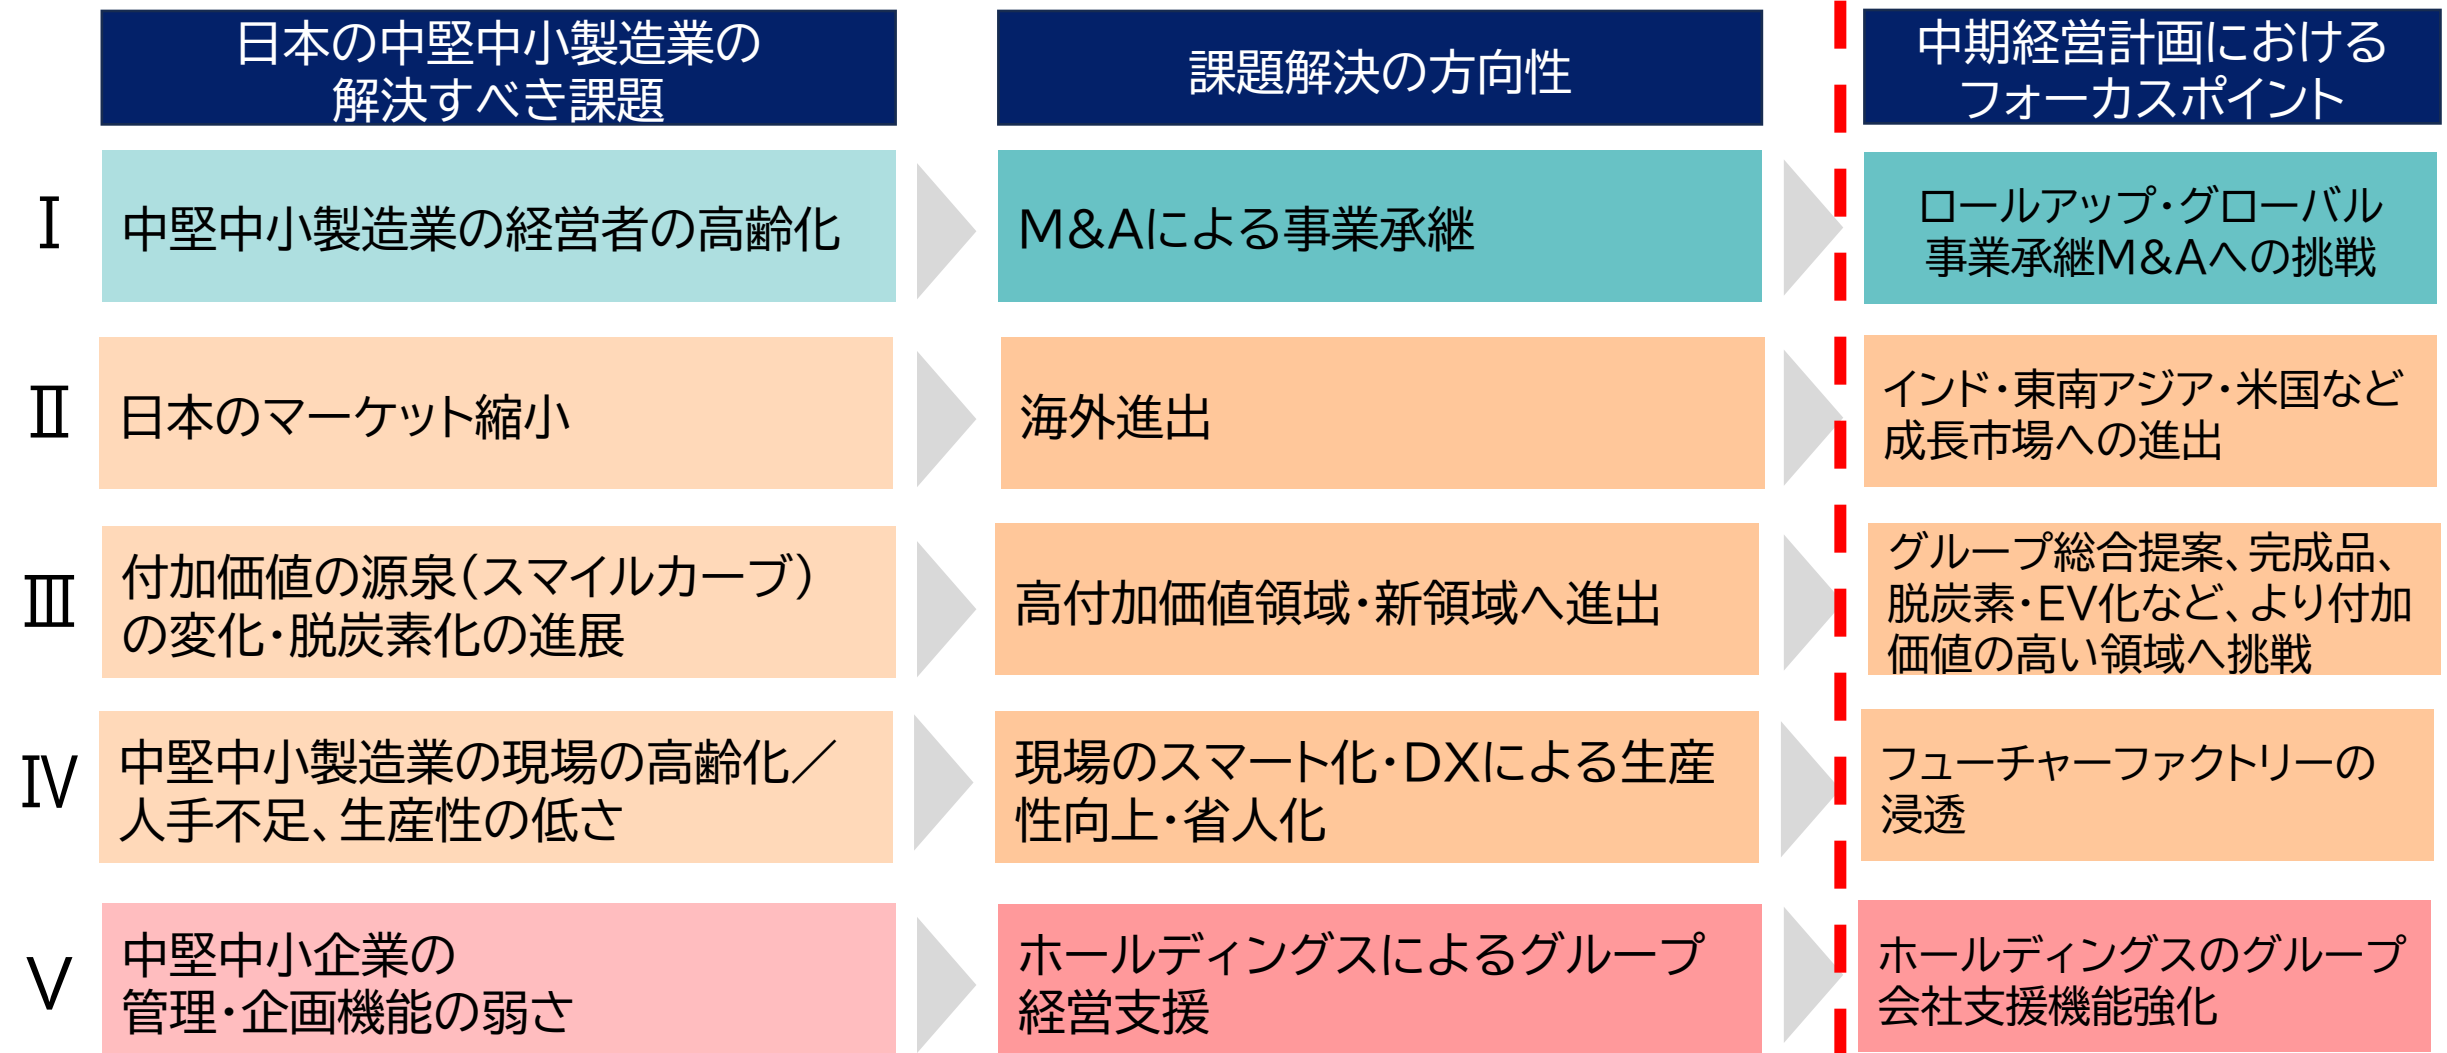 日本の中堅中小製造業の
解決すべき課題
課題解決の方向性
中期経営計画における
フォーカスポイント
Ⅰ
中堅中小製造業の経営者の高齢化
M&Aによる事業承継
ロールアップ・グローバル
事業承継M&Aへの挑戦
Ⅱ
日本のマーケット縮小
海外進出
インド・東南アジア・米国など
成長市場への進出
Ⅲ
付加価値の源泉（スマイルカーブ）
の変化・脱炭素化の進展
高付加価値領域・新領域へ進出
グループ総合提案、完成品、
脱炭素・EV化など、より付加
価値の高い領域へ挑戦
Ⅳ
中堅中小製造業の現場の高齢化／
人手不足、生産性の低さ
現場のスマート化・DXによる生産
性向上・省人化
フューチャーファクトリーの
浸透
Ⅴ
中堅中小企業の
管理・企画機能の弱さ
ホールディングスによるグループ
経営支援
ホールディングスのグループ
会社支援機能強化